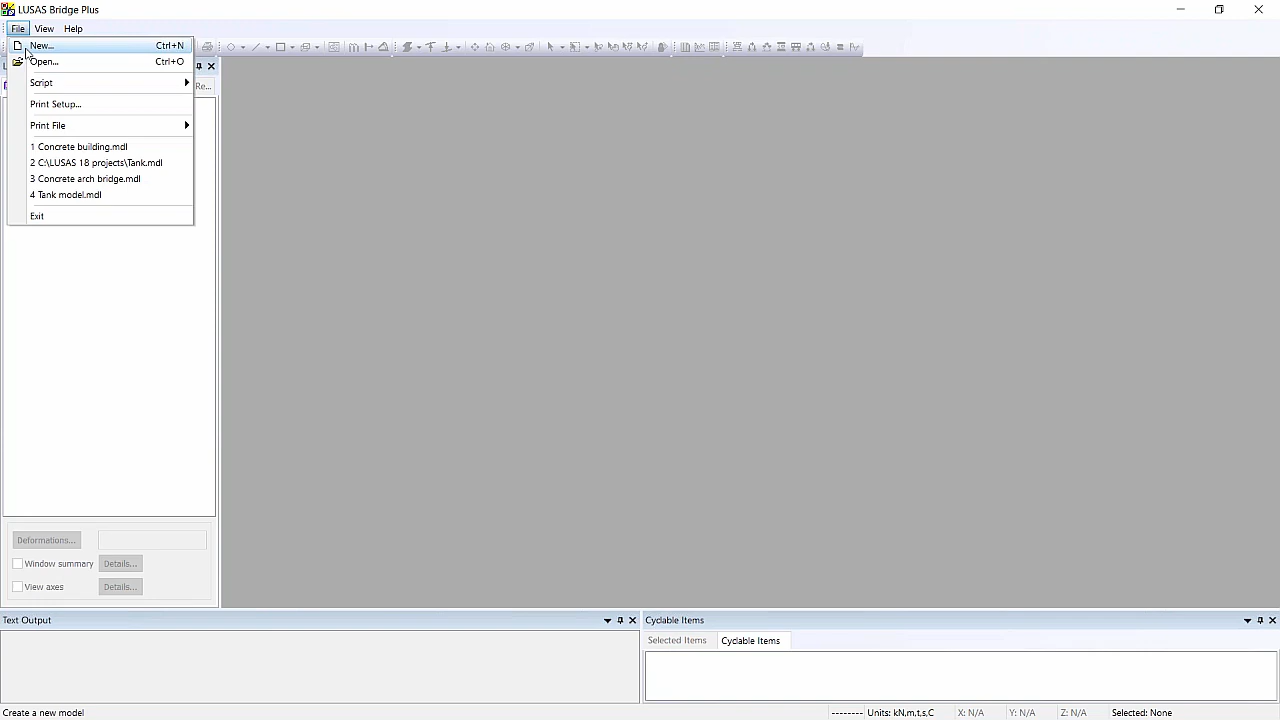 LUSAS Bridge Plus
File View Help
New... Ctrl+N
Open... Ctrl+O
Script
Print Setup...
Print File
1 Concrete building.mdl
2 C:\LUSAS 18 projects\Tank.mdl
3 Concrete arch bridge.mdl
4 Tank model.mdl
Exit
Re...
Deformations...
Window summary Details...
View axes Details...
Text Output
Cyclable Items
Selected Items Cyclable Items
Create a new model
--------
Units: kN,m,t,s,C X: N/A Y: N/A Z: N/A Selected: None